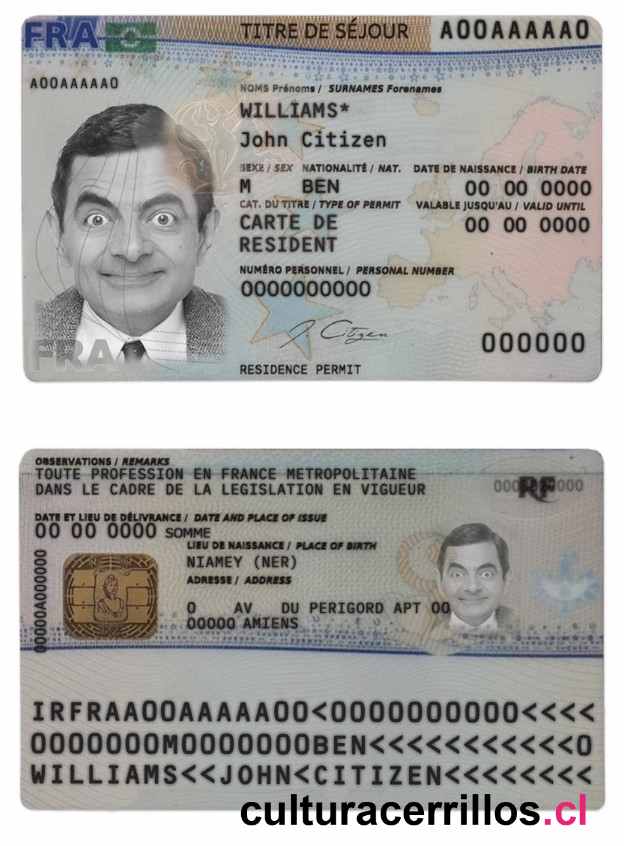 FRA TITRE DE SÉJOUR A00AAAAA0
A00AAAAA0
NOMS Prénoms / SURNAMES Forenames
WILLIAMS*
John Citizen
SEXE / SEX NATIONALITÉ / NAT. DATE DE NAISSANCE / BIRTH DATE
M BEN 00 00 0000
CAT. DU TITRE / TYPE OF PERMIT VALABLE JUSQU'AU / VALID UNTIL
CARTE DE 00 00 0000
RESIDENT
NUMÉRO PERSONNEL / PERSONAL NUMBER
0000000000
J. Citizen
FRA 000000
RESIDENCE PERMIT
OBSERVATIONS / REMARKS
TOUTE PROFESSION EN FRANCE METROPOLITAINE
DANS LE CADRE DE LA LEGISLATION EN VIGUEUR
RF
DATE ET LIEU DE DÉLIVRANCE / DATE AND PLACE OF ISSUE
00 00 0000 SOMME
LIEU DE NAISSANCE / PLACE OF BIRTH
NIAMEY (NER)
ADRESSE / ADDRESS
0 AV DU PERIGORD APT 00
00000 AMIENS
00000A000000
IRFRAA00AAAAA00<0000000000<<<<
0000000M0000000BEN<<<<<<<<<<<0
WILLIAMS<<JOHN<CITIZEN<<<<<<<<
culturacerrillos.cl